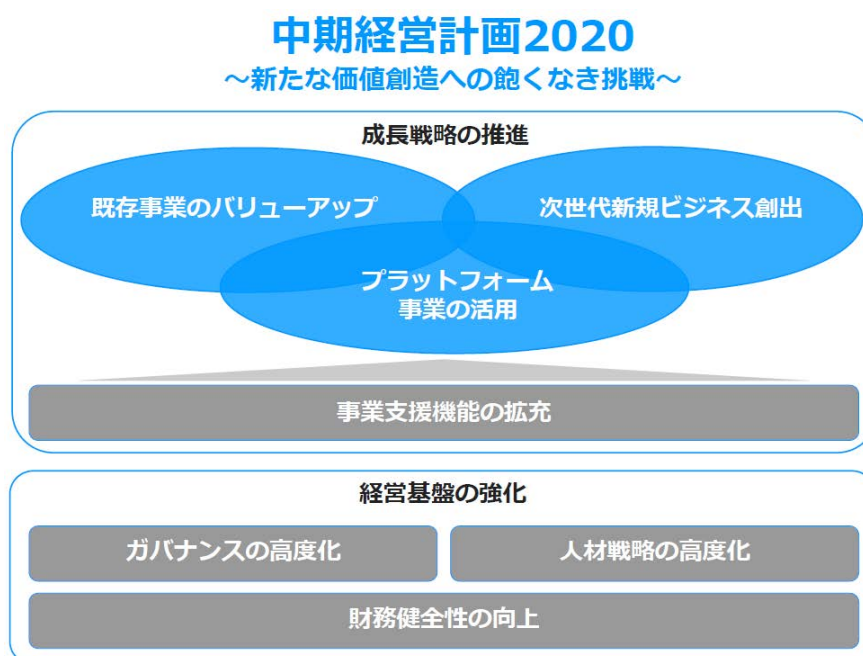 中期経営計画2020
～新たな価値創造への飽くなき挑戦～
成長戦略の推進
既存事業のバリューアップ
次世代新規ビジネス創出
プラットフォーム
事業の活用
事業支援機能の拡充
経営基盤の強化
ガバナンスの高度化
人材戦略の高度化
財務健全性の向上